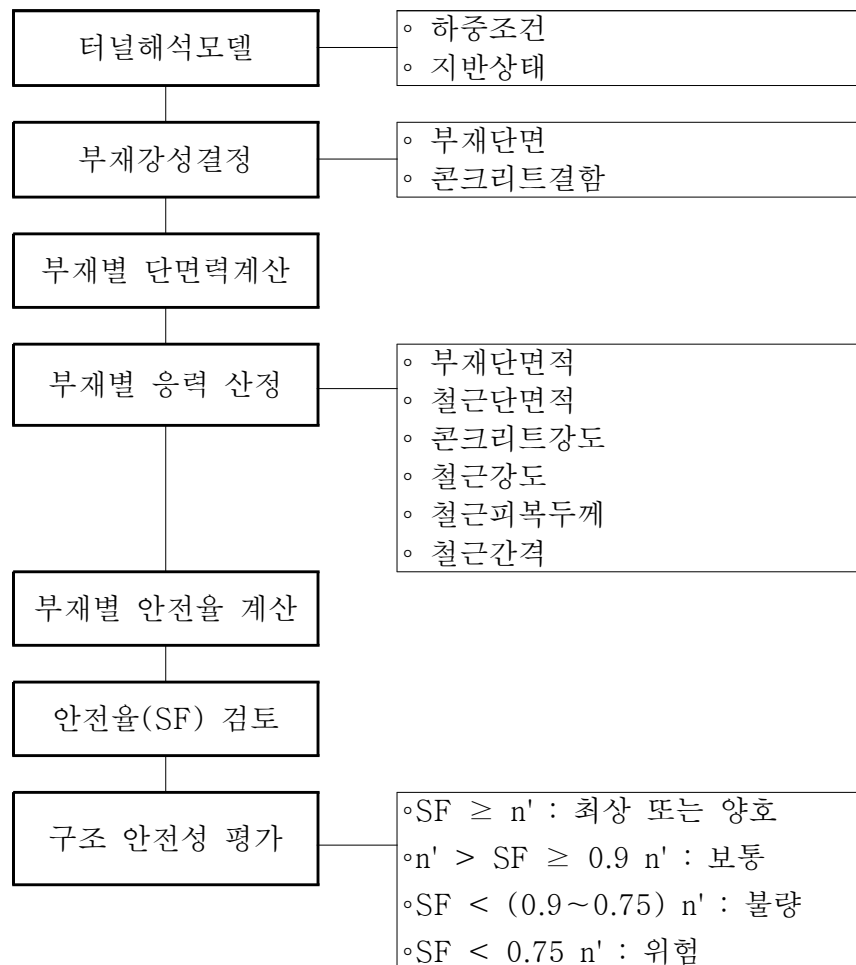 터널해석모델
◦ 하중조건
◦ 지반상태
부재강성결정
◦ 부재단면
◦ 콘크리트결함
부재별 단면력계산
부재별 응력 산정
◦ 부재단면적
◦ 철근단면적
◦ 콘크리트강도
◦ 철근강도
◦ 철근피복두께
◦ 철근간격
부재별 안전율 계산
안전율(SF) 검토
구조 안전성 평가
◦SF ≥ n' : 최상 또는 양호
◦n' > SF ≥ 0.9 n' : 보통
◦SF < (0.9~0.75) n' : 불량
◦SF < 0.75 n' : 위험